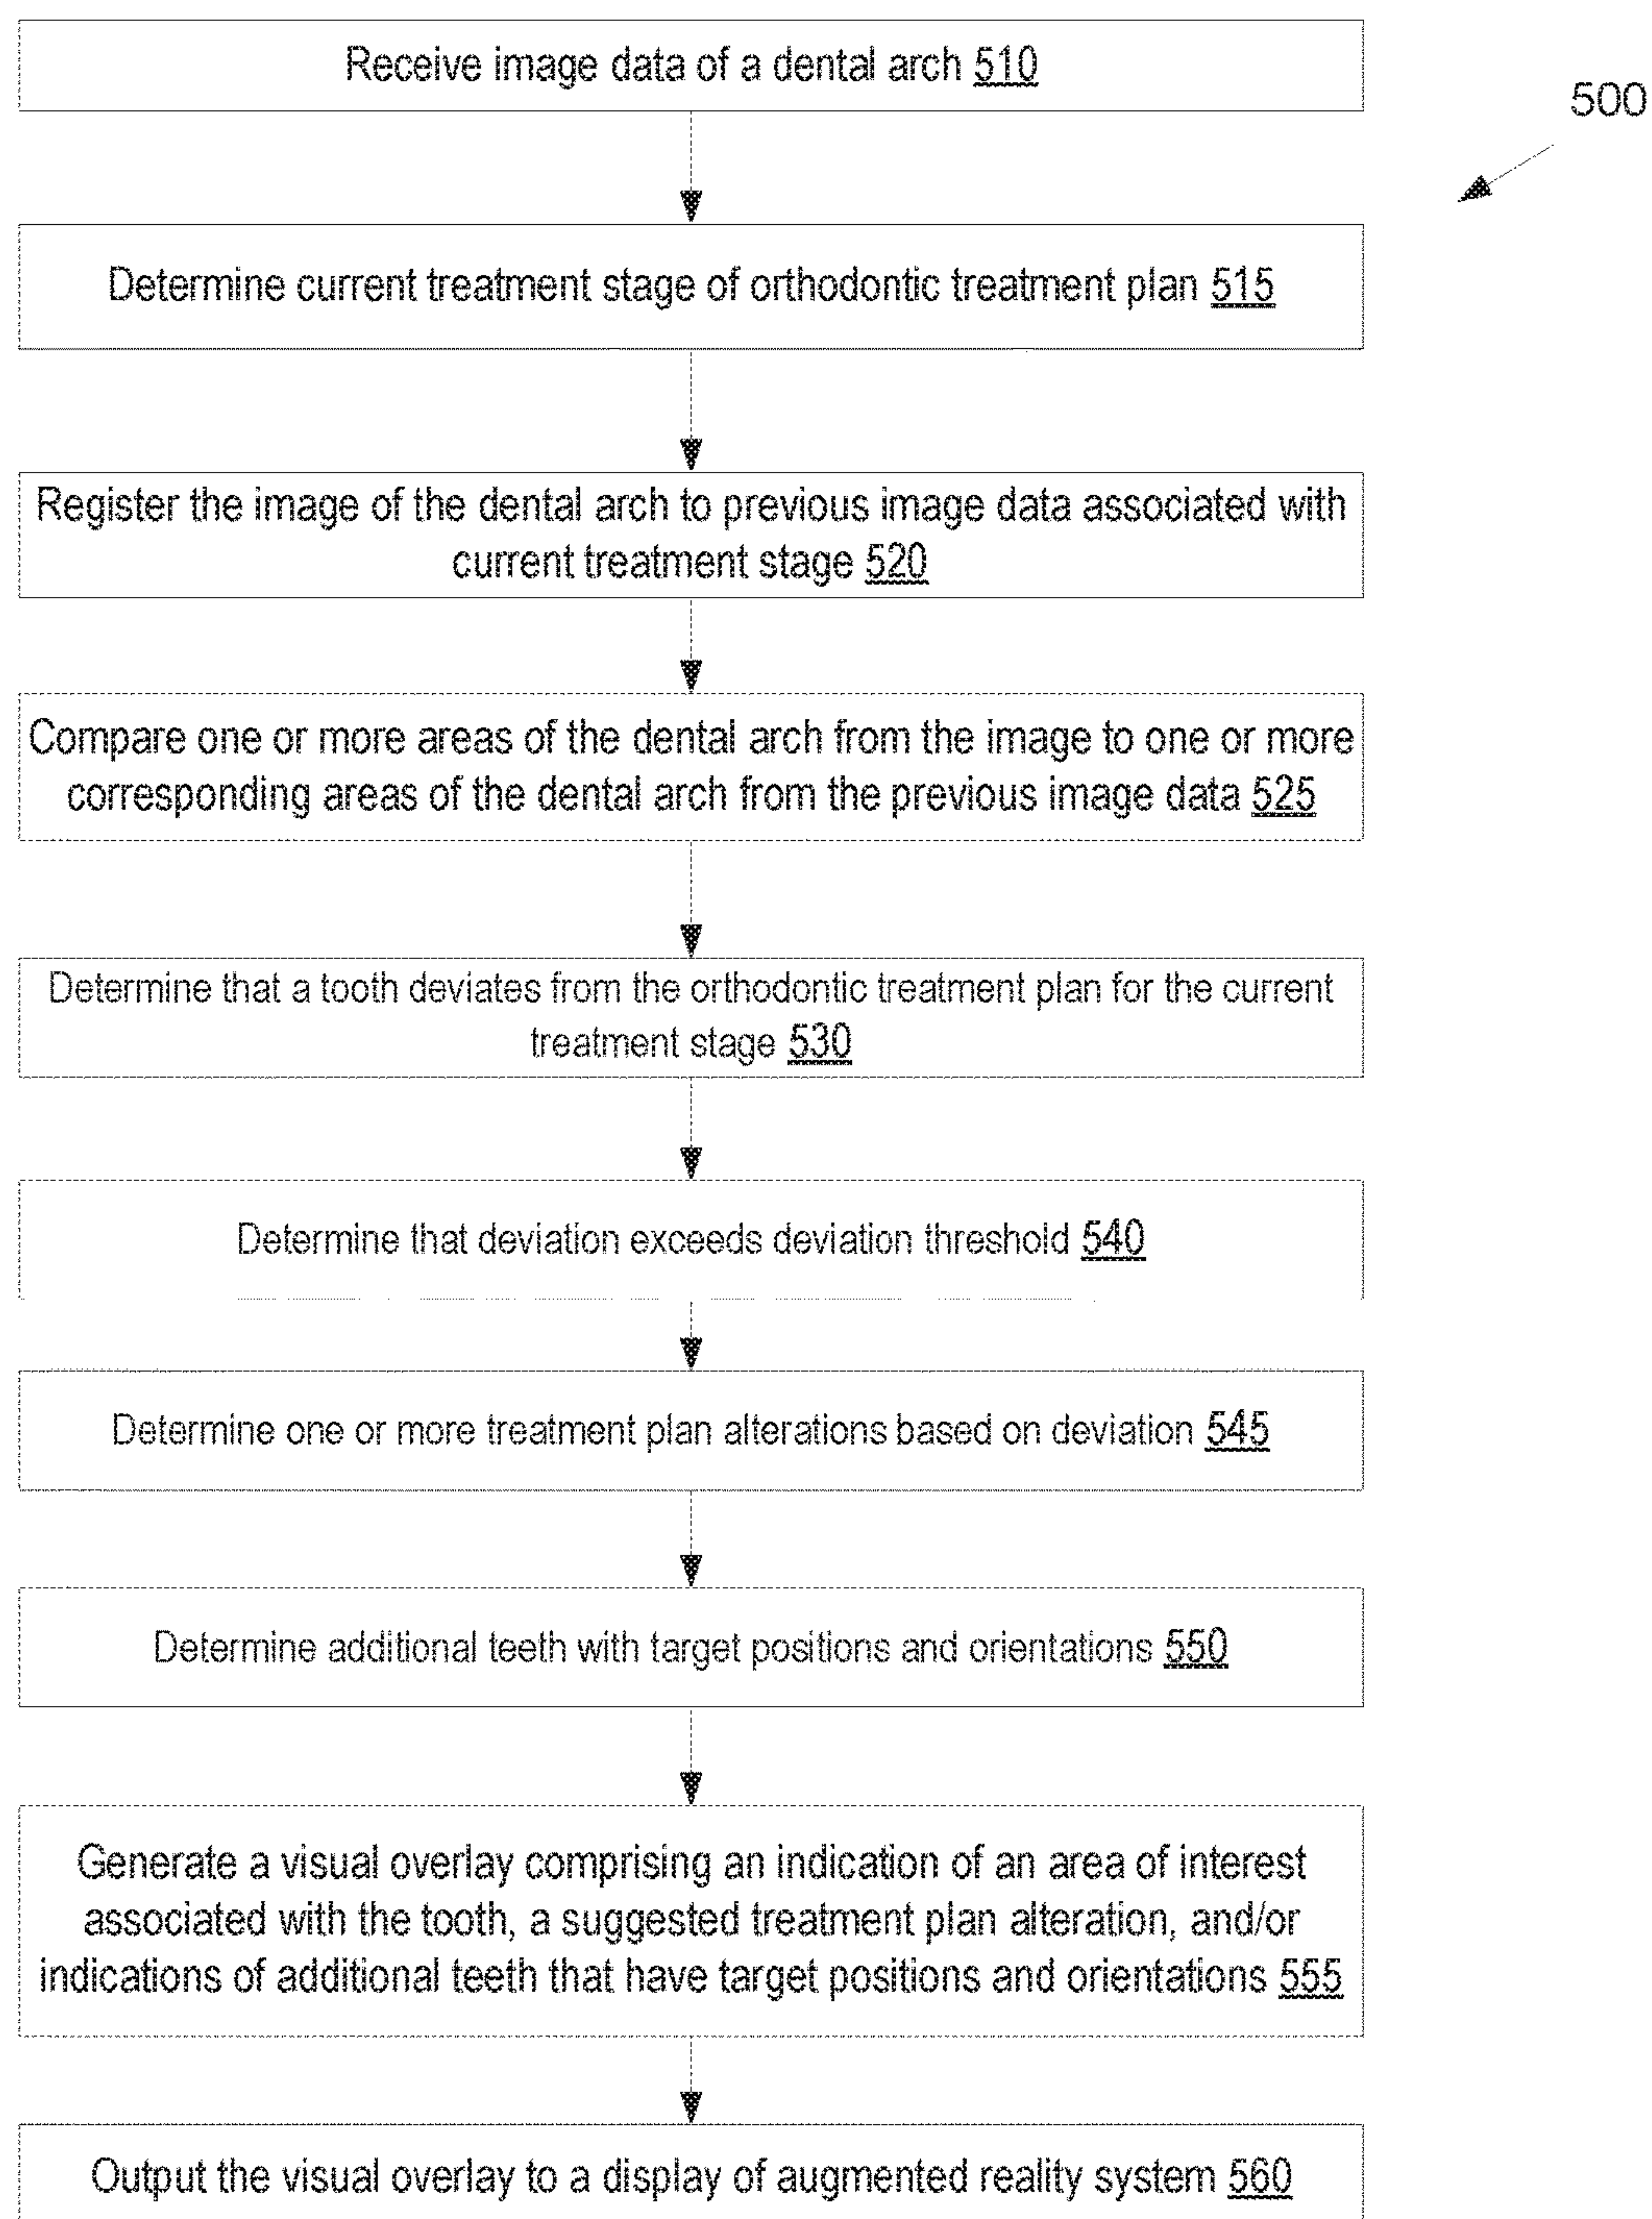 Receive image data of a dental arch 510
500
Determine current treatment stage of orthodontic treatment plan 515
Register the image of the dental arch to previous image data associated with
current treatment stage 520
Compare one or more areas of the dental arch from the image to one or more
corresponding areas of the dental arch from the previous image data 525
Determine that a tooth deviates from the orthodontic treatment plan for the current
treatment stage 530
Determine that deviation exceeds deviation threshold 540
Determine one or more treatment plan alterations based on deviation 545
Determine additional teeth with target positions and orientations 550
Generate a visual overlay comprising an indication of an area of interest
associated with the tooth, a suggested treatment plan alteration, and/or
indications of additional teeth that have target positions and orientations 555
Output the visual overlay to a display of augmented reality system 560